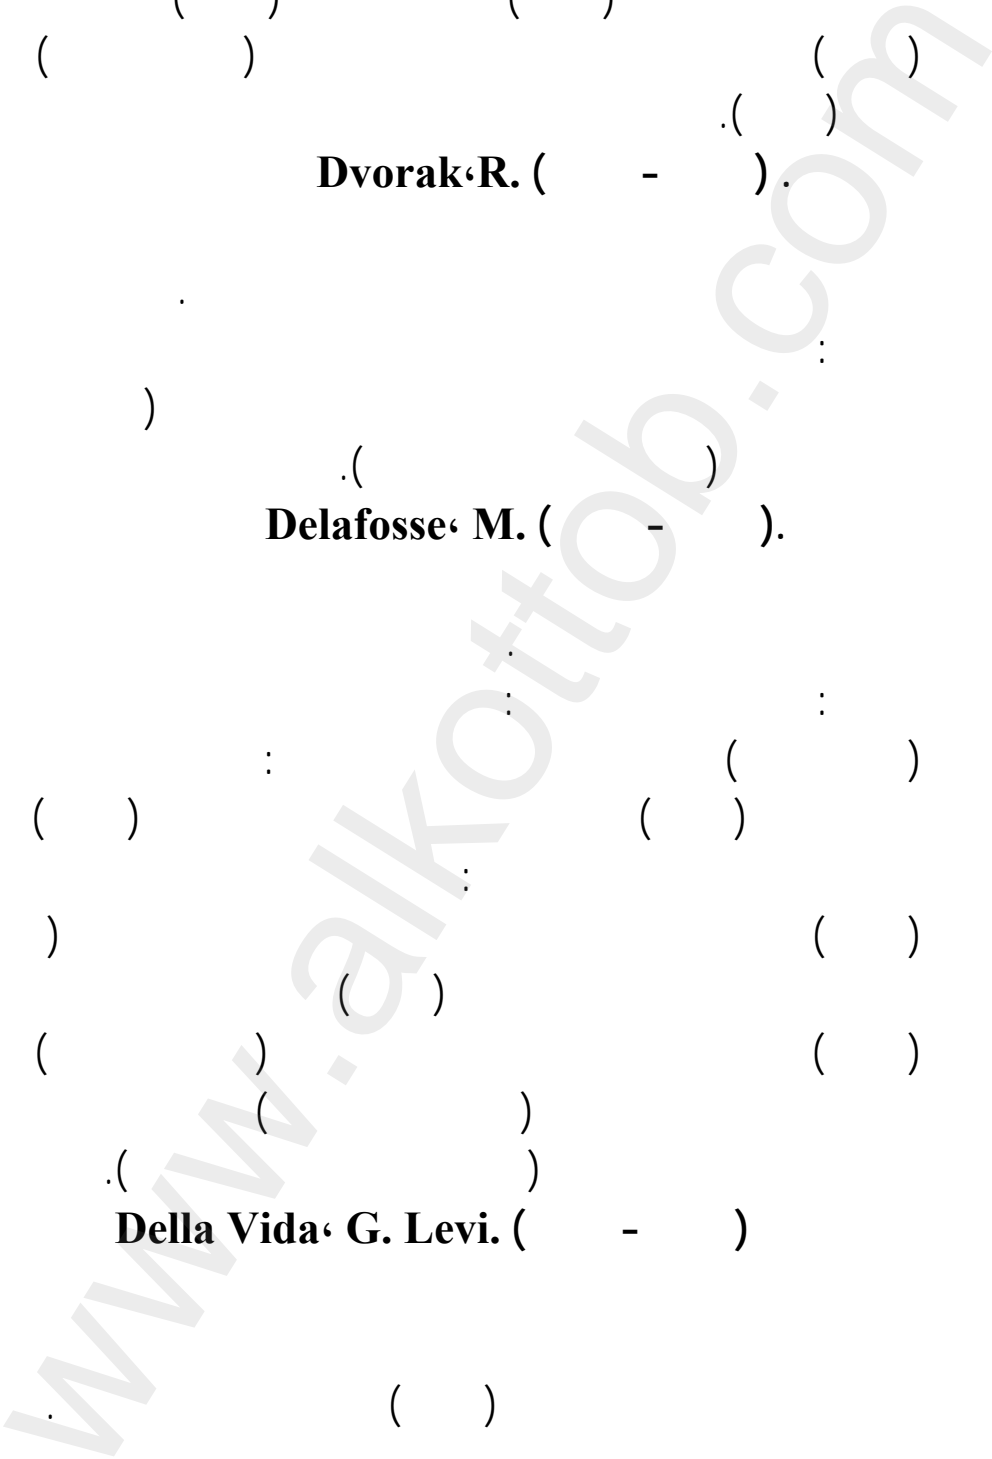 ( ) ( )
( ) ( )
( ).
Dvorak، R. ( - ) .
.
:
(
( ).
Delafosse، M. ( - ).
.
: :
( ) :
( ) ( )
:
( ) (
( )
( ) ( )
( )
( ).
Della Vida، G. Levi. ( - )
( ) .
www.alkottob.com